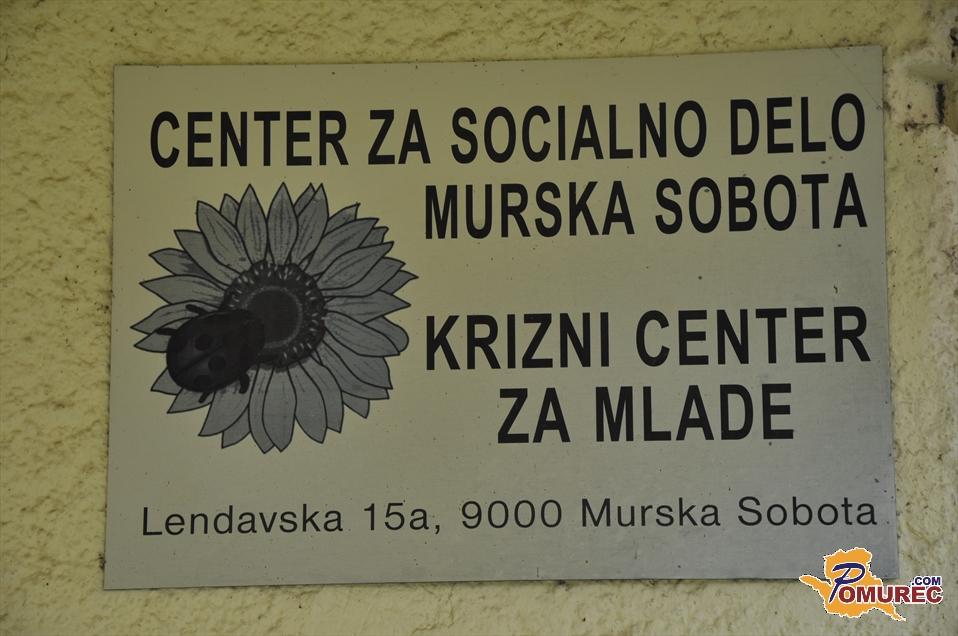 CENTER ZA SOCIALNO DELO
MURSKA SOBOTA
KRIZNI CENTER
ZA MLADE
Lendavska 15a, 9000 Murska Sobota
POMUREC.COM